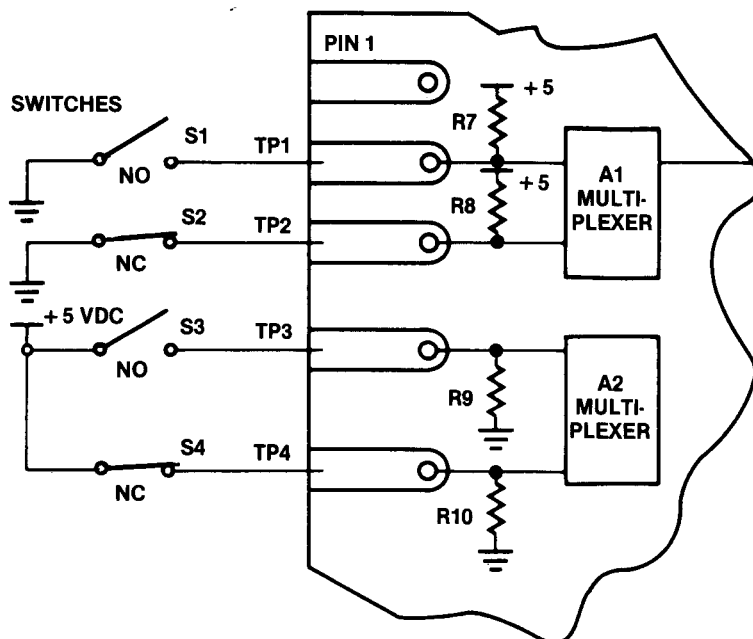 PIN 1
SWITCHES
S1
NO
TP1
R7
+5
A1
MULTI-
PLEXER
S2
NC
TP2
R8
+5
+5 VDC
S3
NO
TP3
R9
A2
MULTI-
PLEXER
S4
NC
TP4
R10